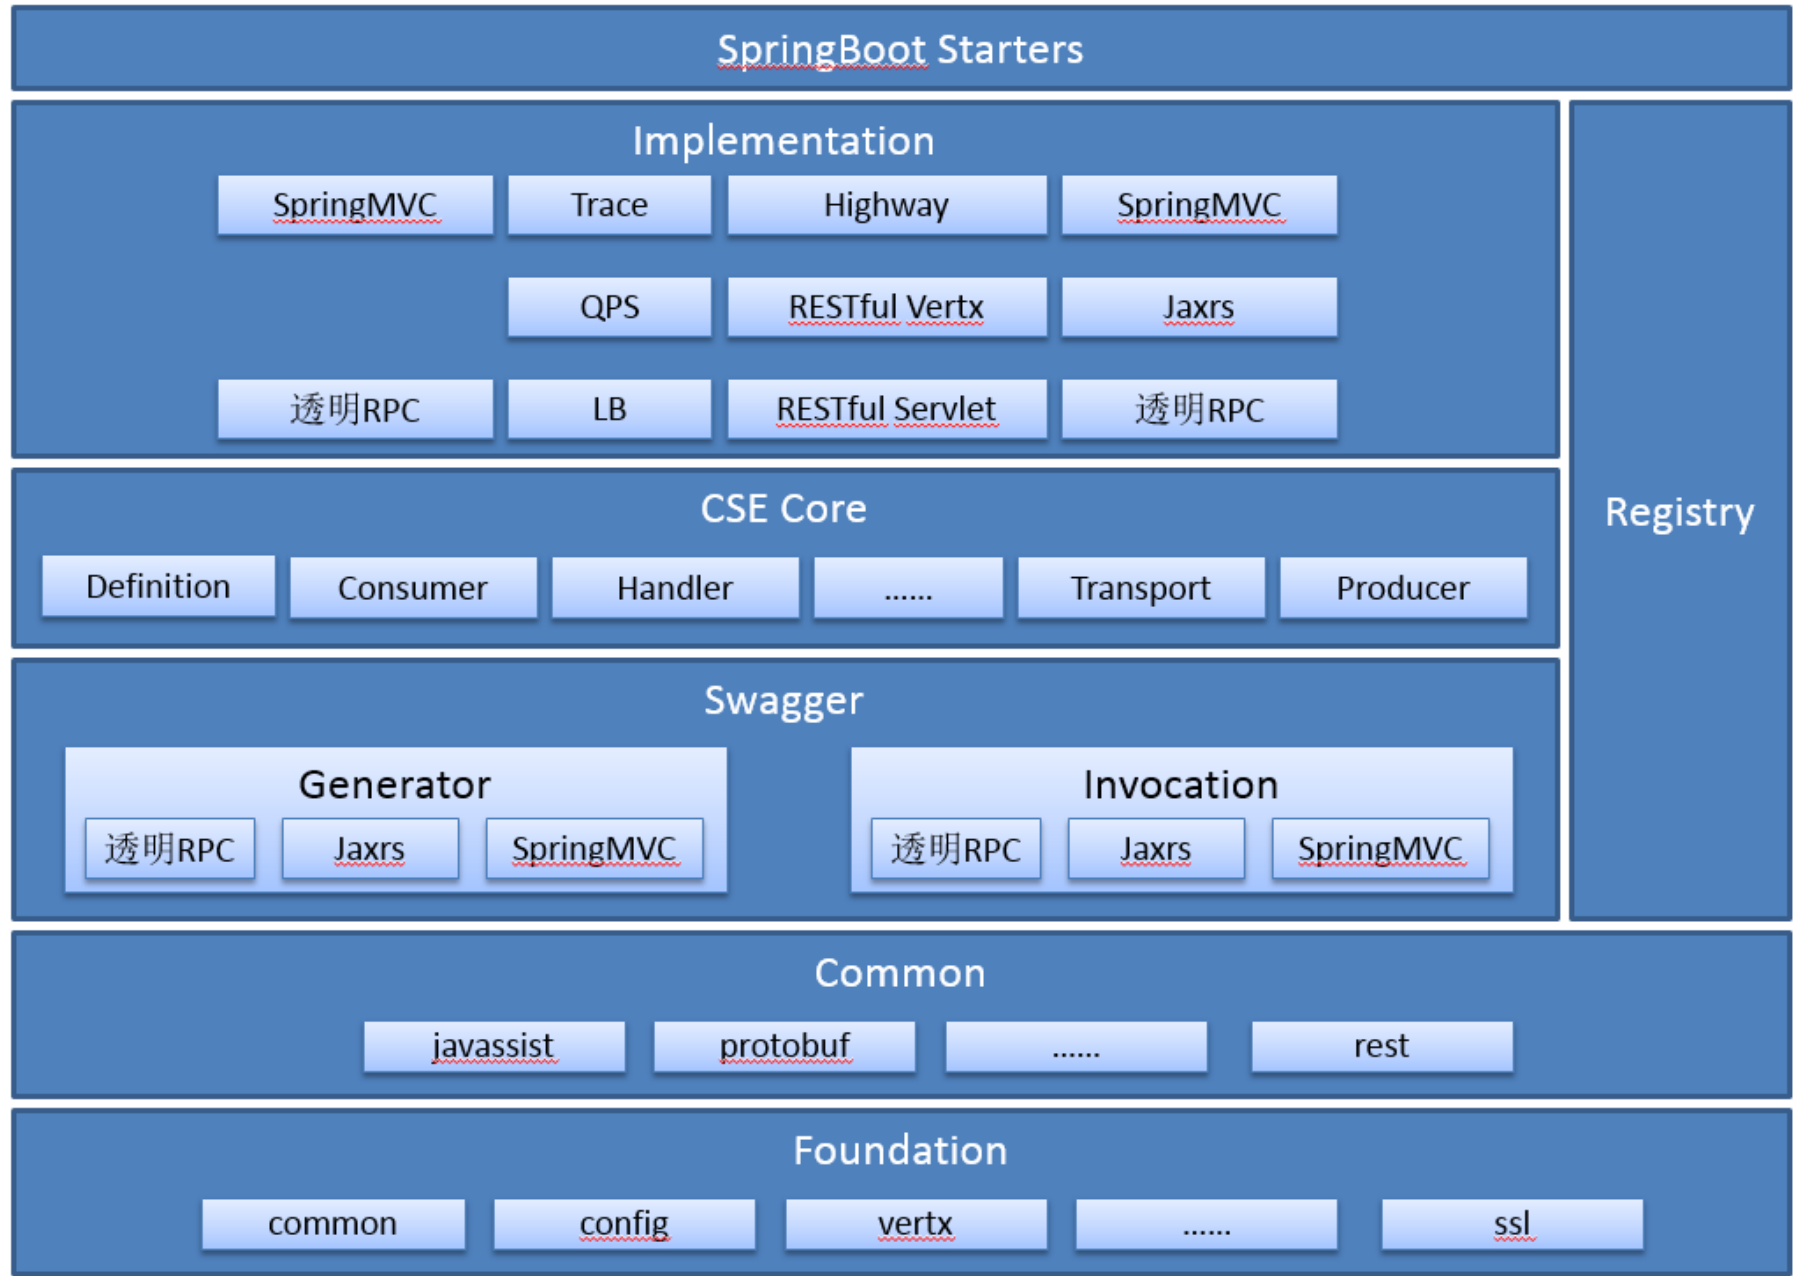 SpringBoot Starters
Implementation
SpringMVC Trace Highway SpringMVC
QPS RESTful Vertx Jaxrs
透明RPC LB RESTful Servlet 透明RPC
Registry
CSE Core
Definition Consumer Handler ...... Transport Producer
Swagger
Generator Invocation
透明RPC Jaxrs SpringMVC 透明RPC Jaxrs SpringMVC
Common
javassist protobuf ...... rest
Foundation
common config vertx ...... ssl